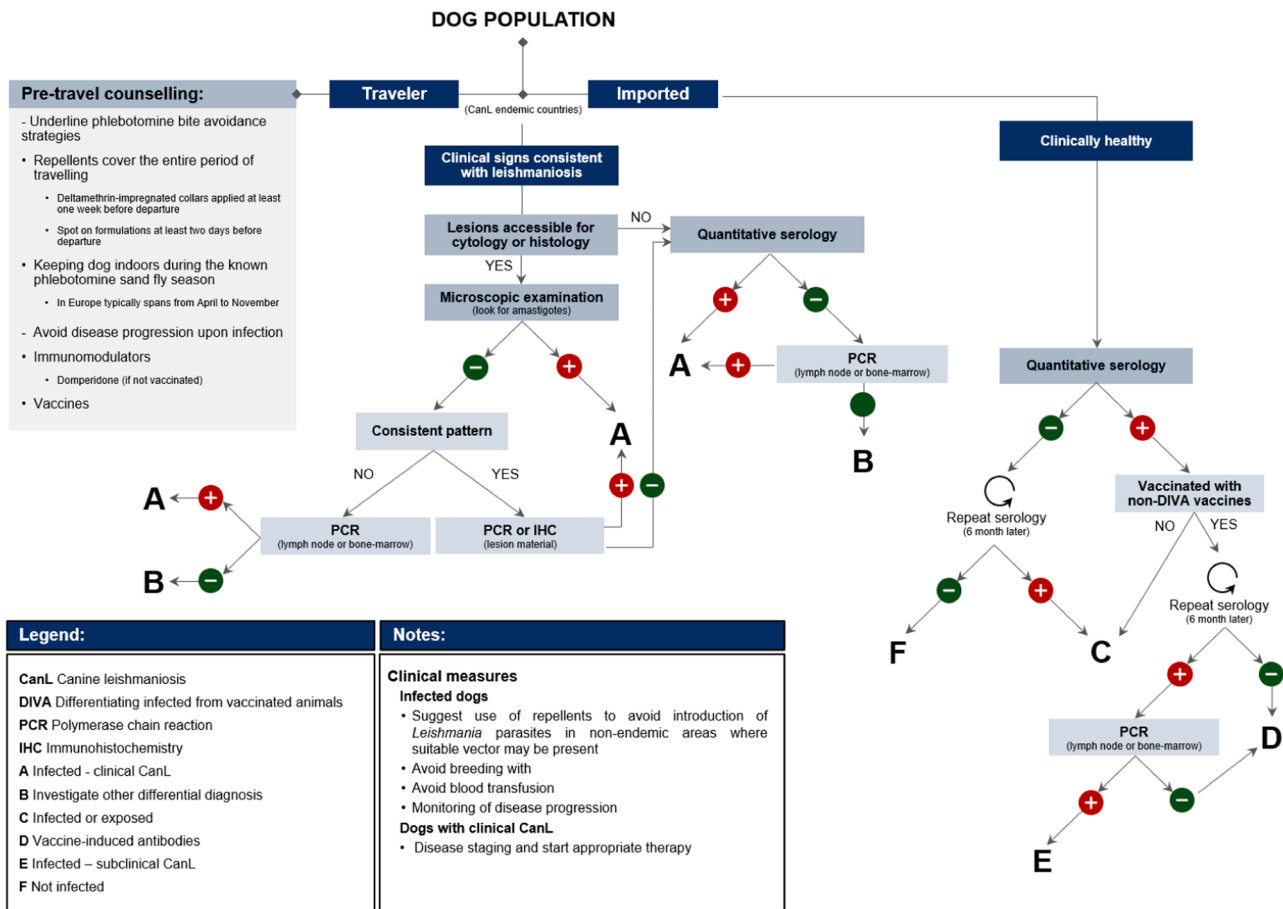 DOG POPULATION
Traveler
Imported
(CanL endemic countries)
Pre-travel counselling:
- Underline phlebotomine bite avoidance
strategies
• Repellents cover the entire period of
travelling
• Deltamethrin-impregnated collars applied at least
one week before departure
• Spot on formulations at least two days before
departure
• Keeping dog indoors during the known
phlebotomine sand fly season
• In Europe typically spans from April to November
- Avoid disease progression upon infection
• Immunomodulators
• Domperidone (if not vaccinated)
• Vaccines
Clinical signs consistent
with leishmaniosis
Lesions accessible for
cytology or histology
NO
YES
Quantitative serology
Microscopic examination
(look for amastigotes)
+
−
A
+
PCR
(lymph node or bone-marrow)
B
−
+
A
Consistent pattern
NO
YES
+
−
PCR
(lymph node or bone-marrow)
PCR or IHC
(lesion material)
A
+
B
−
Clinically healthy
Quantitative serology
−
+
Repeat serology
(6 month later)
Vaccinated with
non-DIVA vaccines
NO
YES
−
+
F
C
Repeat serology
(6 month later)
+
−
PCR
(lymph node or bone-marrow)
D
+
−
E
Legend:
CanL Canine leishmaniosis
DIVA Differentiating infected from vaccinated animals
PCR Polymerase chain reaction
IHC Immunohistochemistry
A Infected - clinical CanL
B Investigate other differential diagnosis
C Infected or exposed
D Vaccine-induced antibodies
E Infected – subclinical CanL
F Not infected
Notes:
Clinical measures
Infected dogs
• Suggest use of repellents to avoid introduction of
Leishmania parasites in non-endemic areas where
suitable vector may be present
• Avoid breeding with
• Avoid blood transfusion
• Monitoring of disease progression
Dogs with clinical CanL
• Disease staging and start appropriate therapy